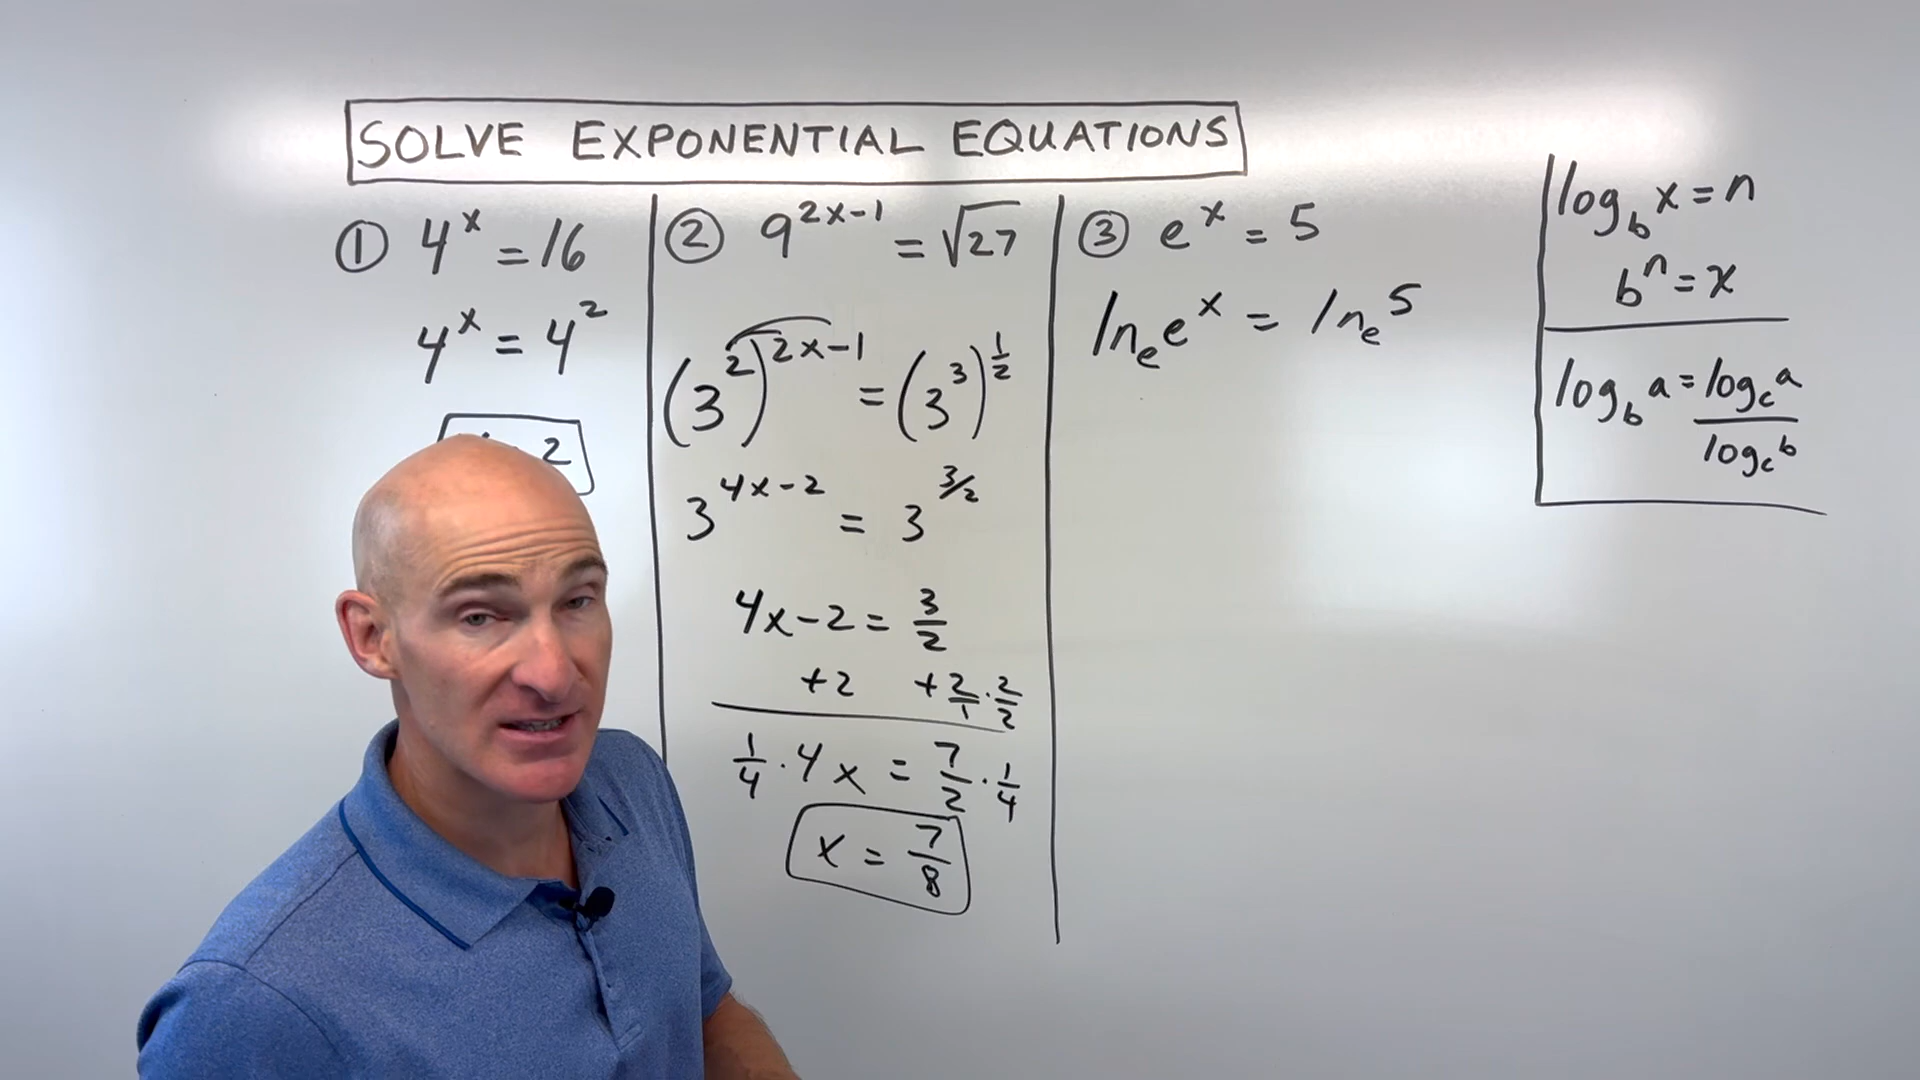 SOLVE EXPONENTIAL EQUATIONS
① 4^x = 16
4^x = 4^2
2
② 9^(2x-1) = √27
(3^2)^(2x-1) = (3^3)^(1/2)
3^(4x-2) = 3^(3/2)
4x-2 = 3/2
+2 +2/1 · 2/2
1/4 · 4x = 7/2 · 1/4
x = 7/8
③ e^x = 5
ln_e e^x = ln_e 5
log_b x = n
b^n = x
log_b a = log_c a / log_c b